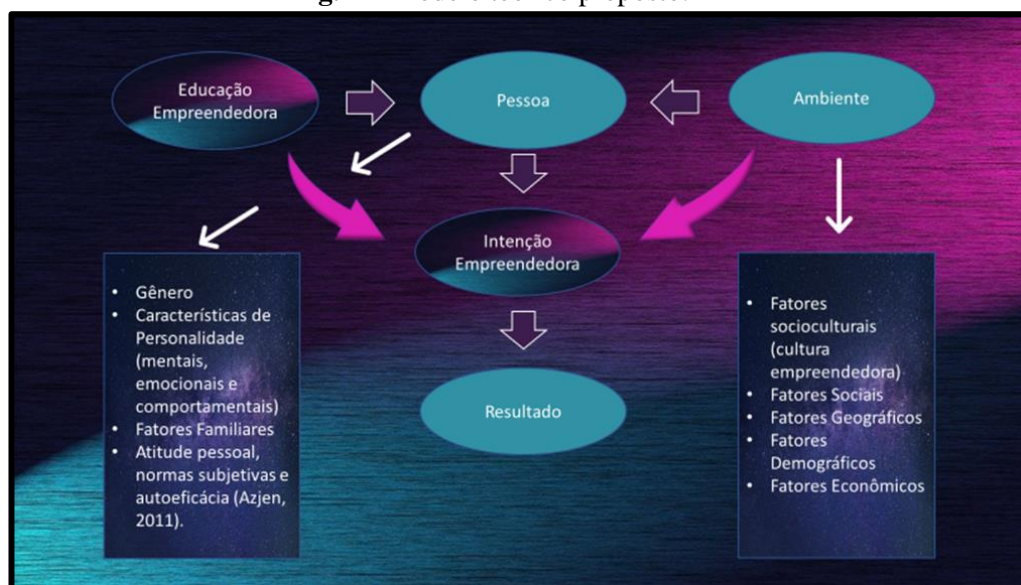 Educação
Empreendedora
Pessoa
Ambiente
Intenção
Empreendedora
Resultado
• Gênero
• Características de
Personalidade
(mentais,
emocionais e
comportamentais)
• Fatores Familiares
• Atitude pessoal,
normas subjetivas e
autoeficácia (Azjen,
2011).
• Fatores
socioculturais
(cultura
empreendedora)
• Fatores Sociais
• Fatores Geográficos
• Fatores
Demográficos
• Fatores Econômicos